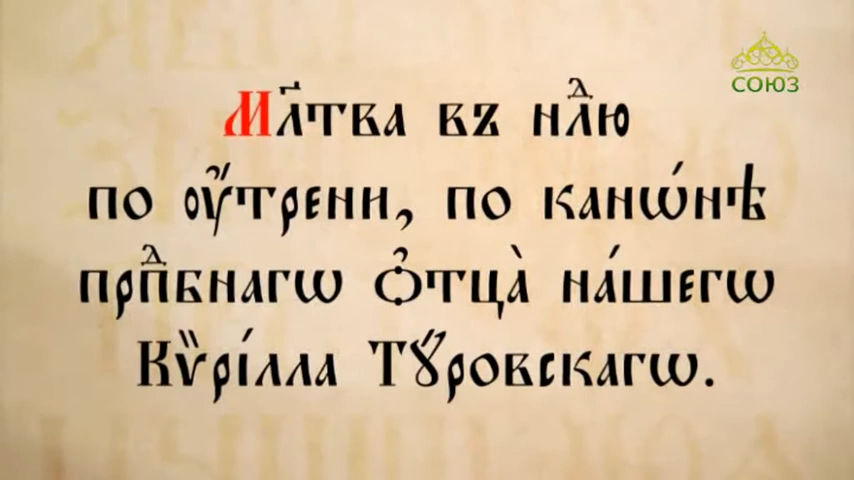 СОЮЗ
Мл҃тва въ нлⷣю
по ᲂу҆́трени, по канѡ́нѣ
прпⷣбнагѡ ѻ҆тца̀ на́шегѡ
Кѷрі́лла Тꙋ́ровскагѡ.